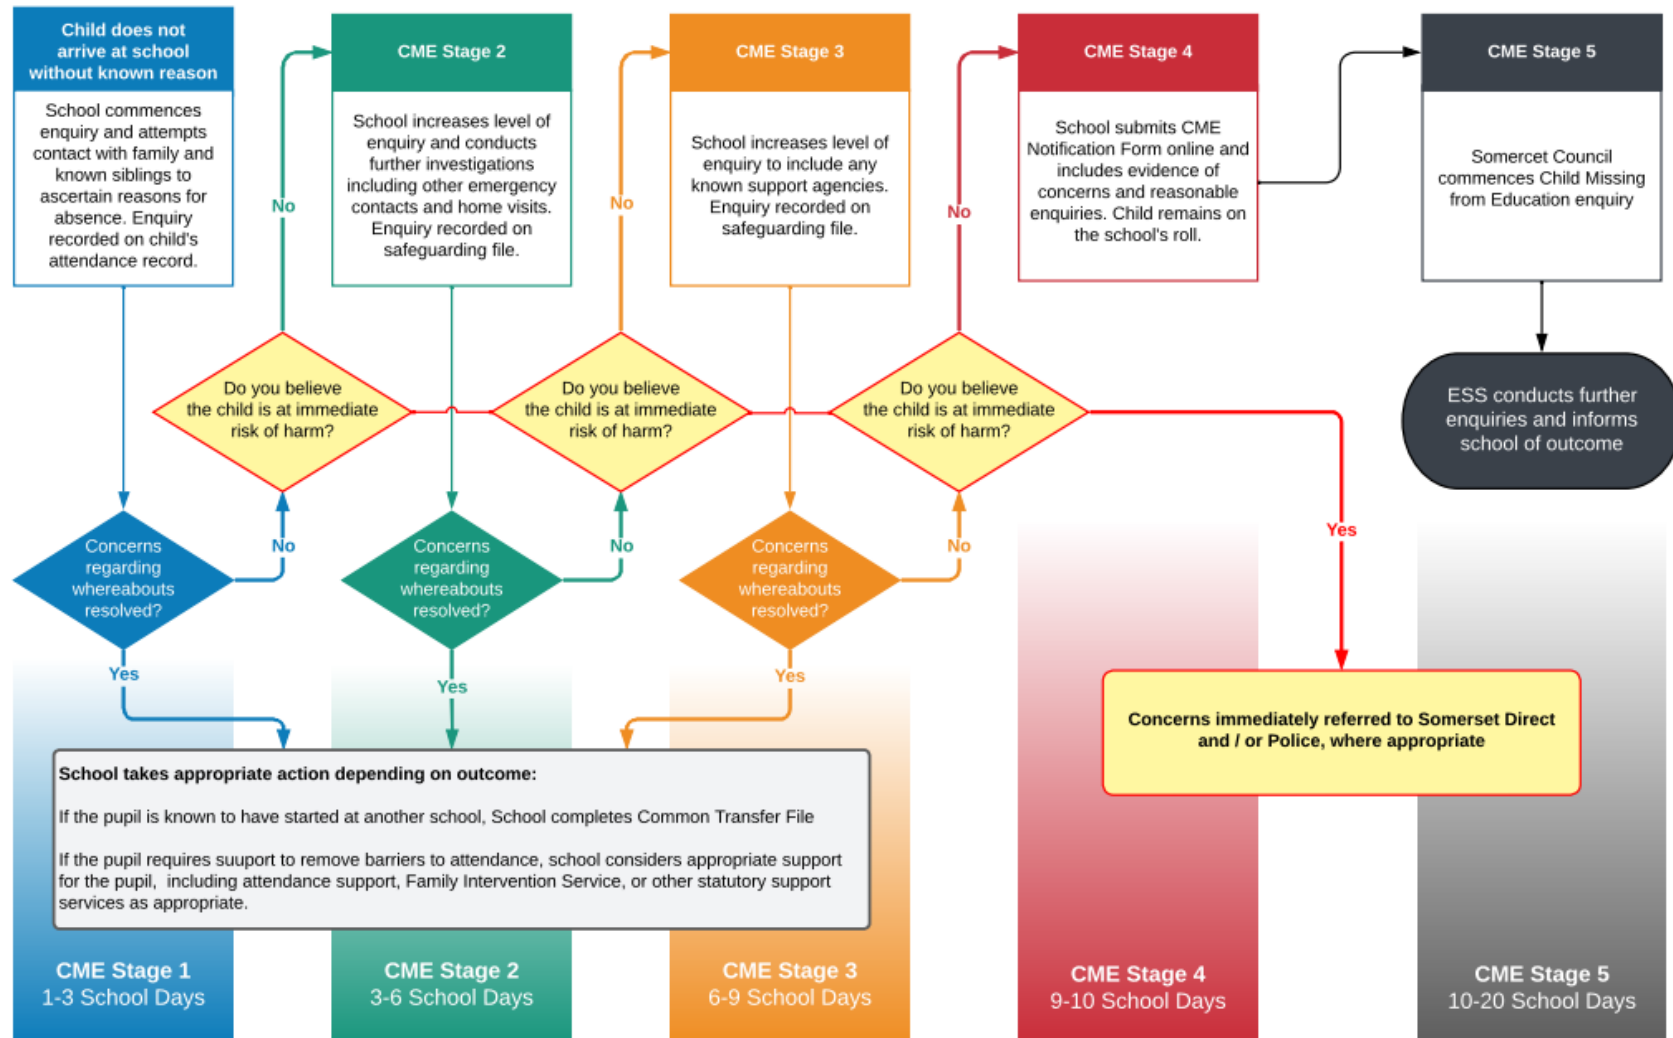 Child does not
arrive at school
without known reason
School commences
enquiry and attempts
contact with family and
known siblings to
ascertain reasons for
absence. Enquiry
recorded on child's
attendance record.
CME Stage 2
School increases level of
enquiry and conducts
further investigations
including other emergency
contacts and home visits.
Enquiry recorded on
safeguarding file.
CME Stage 3
School increases level of
enquiry to include any
known support agencies.
Enquiry recorded on
safeguarding file.
CME Stage 4
School submits CME
Notification Form online and
includes evidence of
concerns and reasonable
enquiries. Child remains on
the school's roll.
CME Stage 5
Somercet Council
commences Child Missing
from Education enquiry
No
No
No
Do you believe
the child is at immediate
risk of harm?
Do you believe
the child is at immediate
risk of harm?
Do you believe
the child is at immediate
risk of harm?
ESS conducts further
enquiries and informs
school of outcome
Concerns
regarding
whereabouts
resolved?
No
Concerns
regarding
whereabouts
resolved?
No
Concerns
regarding
whereabouts
resolved?
No
Yes
Yes
Yes
Yes
School takes appropriate action depending on outcome:
If the pupil is known to have started at another school, School completes Common Transfer File
If the pupil requires suuport to remove barriers to attendance, school considers appropriate support
for the pupil, including attendance support, Family Intervention Service, or other statutory support
services as appropriate.
Concerns immediately referred to Somerset Direct
and / or Police, where appropriate
CME Stage 1
1-3 School Days
CME Stage 2
3-6 School Days
CME Stage 3
6-9 School Days
CME Stage 4
9-10 School Days
CME Stage 5
10-20 School Days